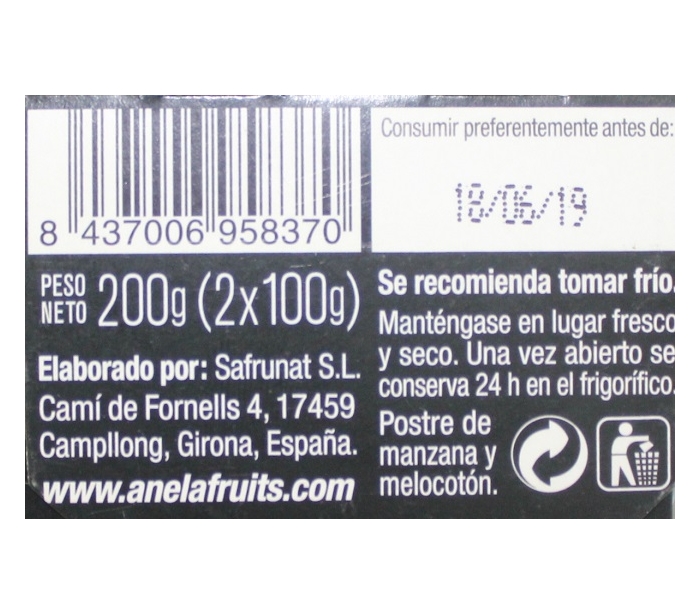 8 437006 958370
PESO
NETO 200g (2x100g)
Elaborado por: Safrunat S.L.
Camí de Fornells 4, 17459
Campllong, Girona, España.
www.anelafruits.com
Consumir preferentemente antes de:
18/06/19
Se recomienda tomar frío.
Manténgase en lugar fresco
y seco. Una vez abierto se
conserva 24 h en el frigorífico.
Postre de
manzana y
melocotón.